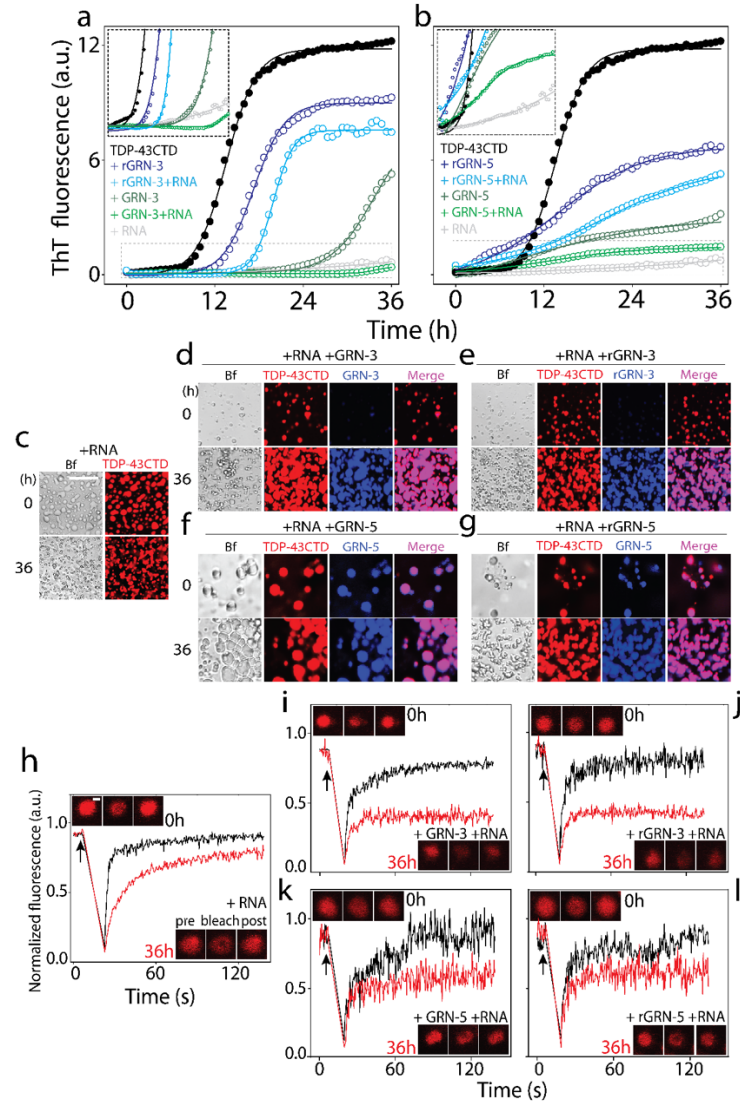 a
b
ThT fluorescence (a.u.)
12
6
0
TDP-43CTD
+ rGRN-3
+ rGRN-3+RNA
+ GRN-3
+ GRN-3+RNA
+ RNA
TDP-43CTD
+ rGRN-5
+ rGRN-5+RNA
+ GRN-5
+ GRN-5+RNA
+ RNA
0 12 24 36
0 12 24 36
Time (h)
c
+RNA
Bf TDP-43CTD
(h)
0
36
d
+RNA +GRN-3
Bf TDP-43CTD GRN-3 Merge
(h)
0
36
e
+RNA +rGRN-3
Bf TDP-43CTD rGRN-3 Merge
f
+RNA +GRN-5
Bf TDP-43CTD GRN-5 Merge
0
36
g
+RNA +rGRN-5
Bf TDP-43CTD GRN-5 Merge
h
Normalized fluorescence (a.u.)
1.0
0.5
0.0
0h
+ RNA
pre bleach post
36h
0 60 120
Time (s)
i
1.0
0.5
0.0
0h
+ GRN-3 +RNA
36h
j
0h
+ rGRN-3 +RNA
36h
k
1.0
0.5
0.0
0h
+ GRN-5 +RNA
36h
0 60 120
l
0h
+ rGRN-5 +RNA
36h
0 60 120
Time (s)